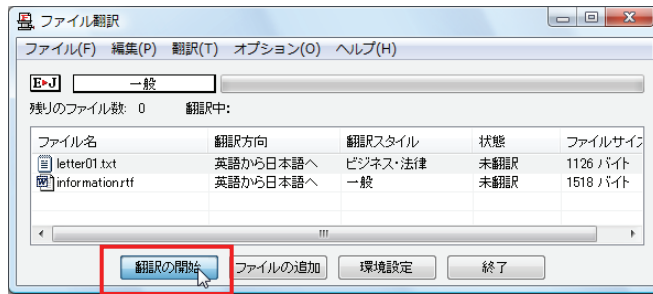 ファイル翻訳
ファイル(F) 編集(P) 翻訳(T) オプション(O) ヘルプ(H)
E▸J 一般
残りのファイル数: 0 翻訳中:
ファイル名 翻訳方向 翻訳スタイル 状態 ファイルサイズ
letter01.txt 英語から日本語へ ビジネス・法律 未翻訳 1126 バイト
information.rtf 英語から日本語へ 一般 未翻訳 1518 バイト
翻訳の開始 ファイルの追加 環境設定 終了